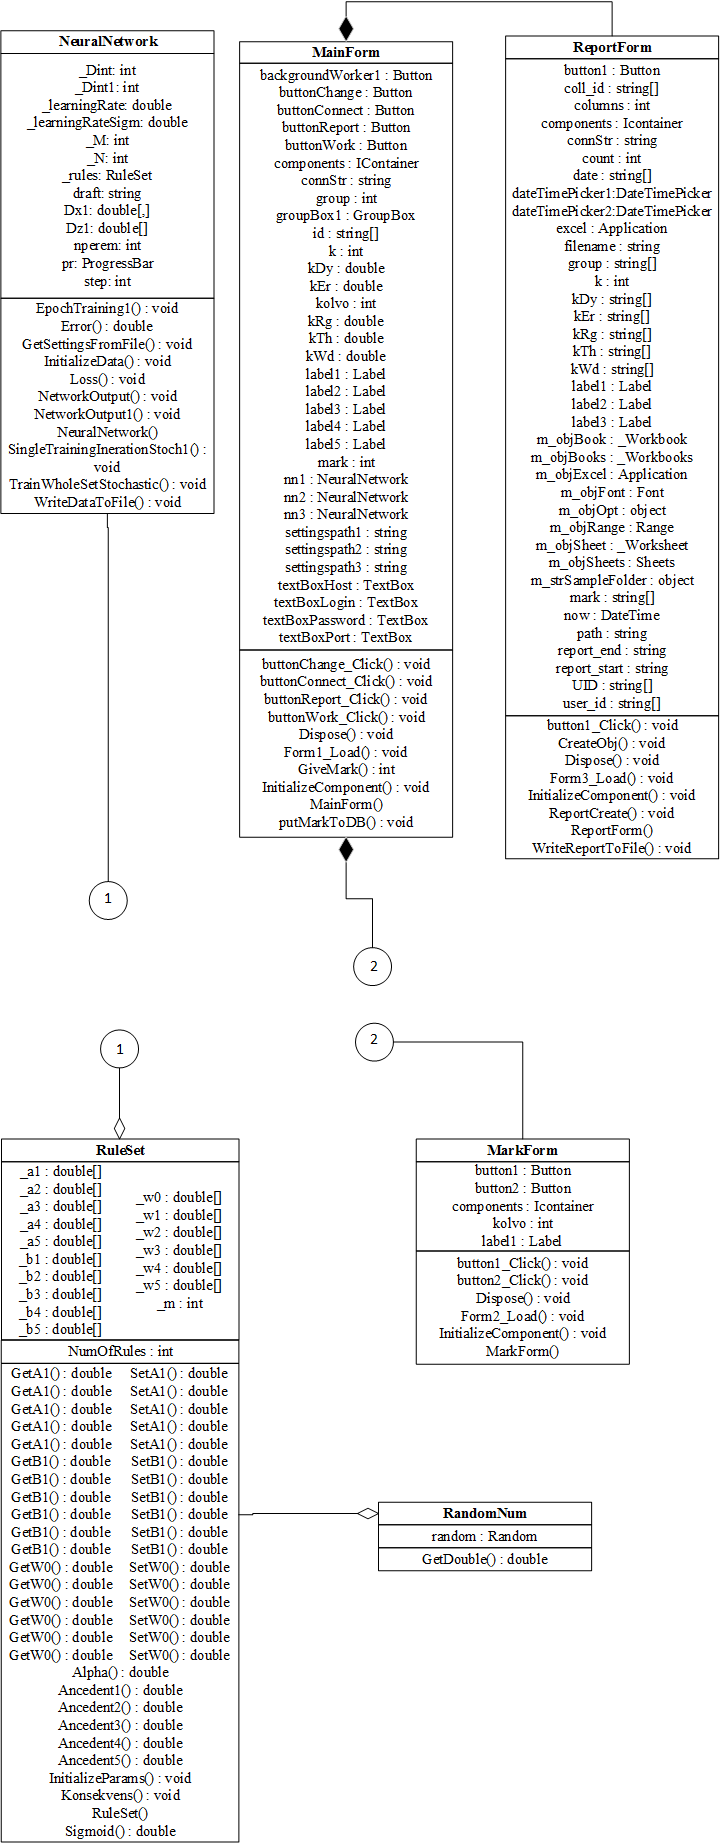 NeuralNetwork
_Dint: int
_Dint1: int
_learningRate: double
_learningRateSigm: double
_M: int
_N: int
_rules: RuleSet
draft: string
Dx1: double[,]
Dz1: double[]
nperem: int
pr: ProgressBar
step: int
EpochTraining1() : void
Error() : double
GetSettingsFromFile() : void
InitializeData() : void
Loss() : void
NetworkOutput() : void
NetworkOutput1() : void
NeuralNetwork()
SingleTrainingInerationStoch1() :
void
TrainWholeSetStochastic() : void
WriteDataToFile() : void
MainForm
backgroundWorker1 : Button
buttonChange : Button
buttonConnect : Button
buttonReport : Button
buttonWork : Button
components : IContainer
connStr : string
group : int
groupBox1 : GroupBox
id : string[]
k : int
kDy : double
kEr : double
kolvo : int
kRg : double
kTh : double
kWd : double
label1 : Label
label2 : Label
label3 : Label
label4 : Label
label5 : Label
mark : int
nn1 : NeuralNetwork
nn2 : NeuralNetwork
nn3 : NeuralNetwork
settingspath1 : string
settingspath2 : string
settingspath3 : string
textBoxHost : TextBox
textBoxLogin : TextBox
textBoxPassword : TextBox
textBoxPort : TextBox
buttonChange_Click() : void
buttonConnect_Click() : void
buttonReport_Click() : void
buttonWork_Click() : void
Dispose() : void
Form1_Load() : void
GiveMark() : int
InitializeComponent() : void
MainForm()
putMarkToDB() : void
ReportForm
button1 : Button
coll_id : string[]
columns : int
components : Icontainer
connStr : string
count : int
date : string[]
dateTimePicker1:DateTimePicker
dateTimePicker2:DateTimePicker
excel : Application
filename : string
group : string[]
k : int
kDy : string[]
kEr : string[]
kRg : string[]
kTh : string[]
kWd : string[]
label1 : Label
label2 : Label
label3 : Label
m_objBook : _Workbook
m_objBooks : _Workbooks
m_objExcel : Application
m_objFont : Font
m_objOpt : object
m_objRange : Range
m_objSheet : _Worksheet
m_objSheets : Sheets
m_strSampleFolder : object
mark : string[]
now : DateTime
path : string
report_end : string
report_start : string
UID : string[]
user_id : string[]
button1_Click() : void
CreateObj() : void
Dispose() : void
Form3_Load() : void
InitializeComponent() : void
ReportCreate() : void
ReportForm()
WriteReportToFile() : void
1
2
1
2
RuleSet
_a1 : double[]
_a2 : double[]
_a3 : double[]
_a4 : double[]
_a5 : double[]
_b1 : double[]
_b2 : double[]
_b3 : double[]
_b4 : double[]
_b5 : double[]
_w0 : double[]
_w1 : double[]
_w2 : double[]
_w3 : double[]
_w4 : double[]
_w5 : double[]
_m : int
NumOfRules : int
GetA1() : double SetA1() : double
GetA1() : double SetA1() : double
GetA1() : double SetA1() : double
GetA1() : double SetA1() : double
GetA1() : double SetA1() : double
GetB1() : double SetB1() : double
GetB1() : double SetB1() : double
GetB1() : double SetB1() : double
GetB1() : double SetB1() : double
GetB1() : double SetB1() : double
GetB1() : double SetB1() : double
GetW0() : double SetW0() : double
GetW0() : double SetW0() : double
GetW0() : double SetW0() : double
GetW0() : double SetW0() : double
GetW0() : double SetW0() : double
GetW0() : double SetW0() : double
Alpha() : double
Ancedent1() : double
Ancedent2() : double
Ancedent3() : double
Ancedent4() : double
Ancedent5() : double
InitializeParams() : void
Konsekvens() : void
RuleSet()
Sigmoid() : double
MarkForm
button1 : Button
button2 : Button
components : Icontainer
kolvo : int
label1 : Label
button1_Click() : void
button2_Click() : void
Dispose() : void
Form2_Load() : void
InitializeComponent() : void
MarkForm()
RandomNum
random : Random
GetDouble() : double